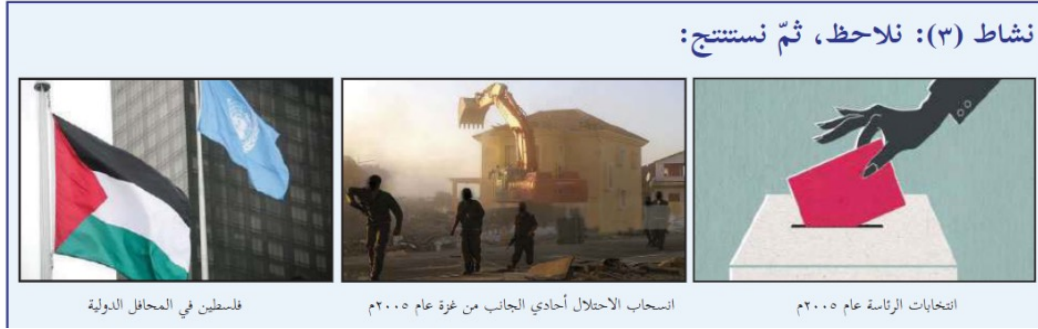 نشاط (٣): نلاحظ، ثمّ نستنتج:
انتخابات الرئاسة عام ٢٠٠٥م
انسحاب الاحتلال أحادي الجانب من غزة عام ٢٠٠٥م
فلسطين في المحافل الدولية